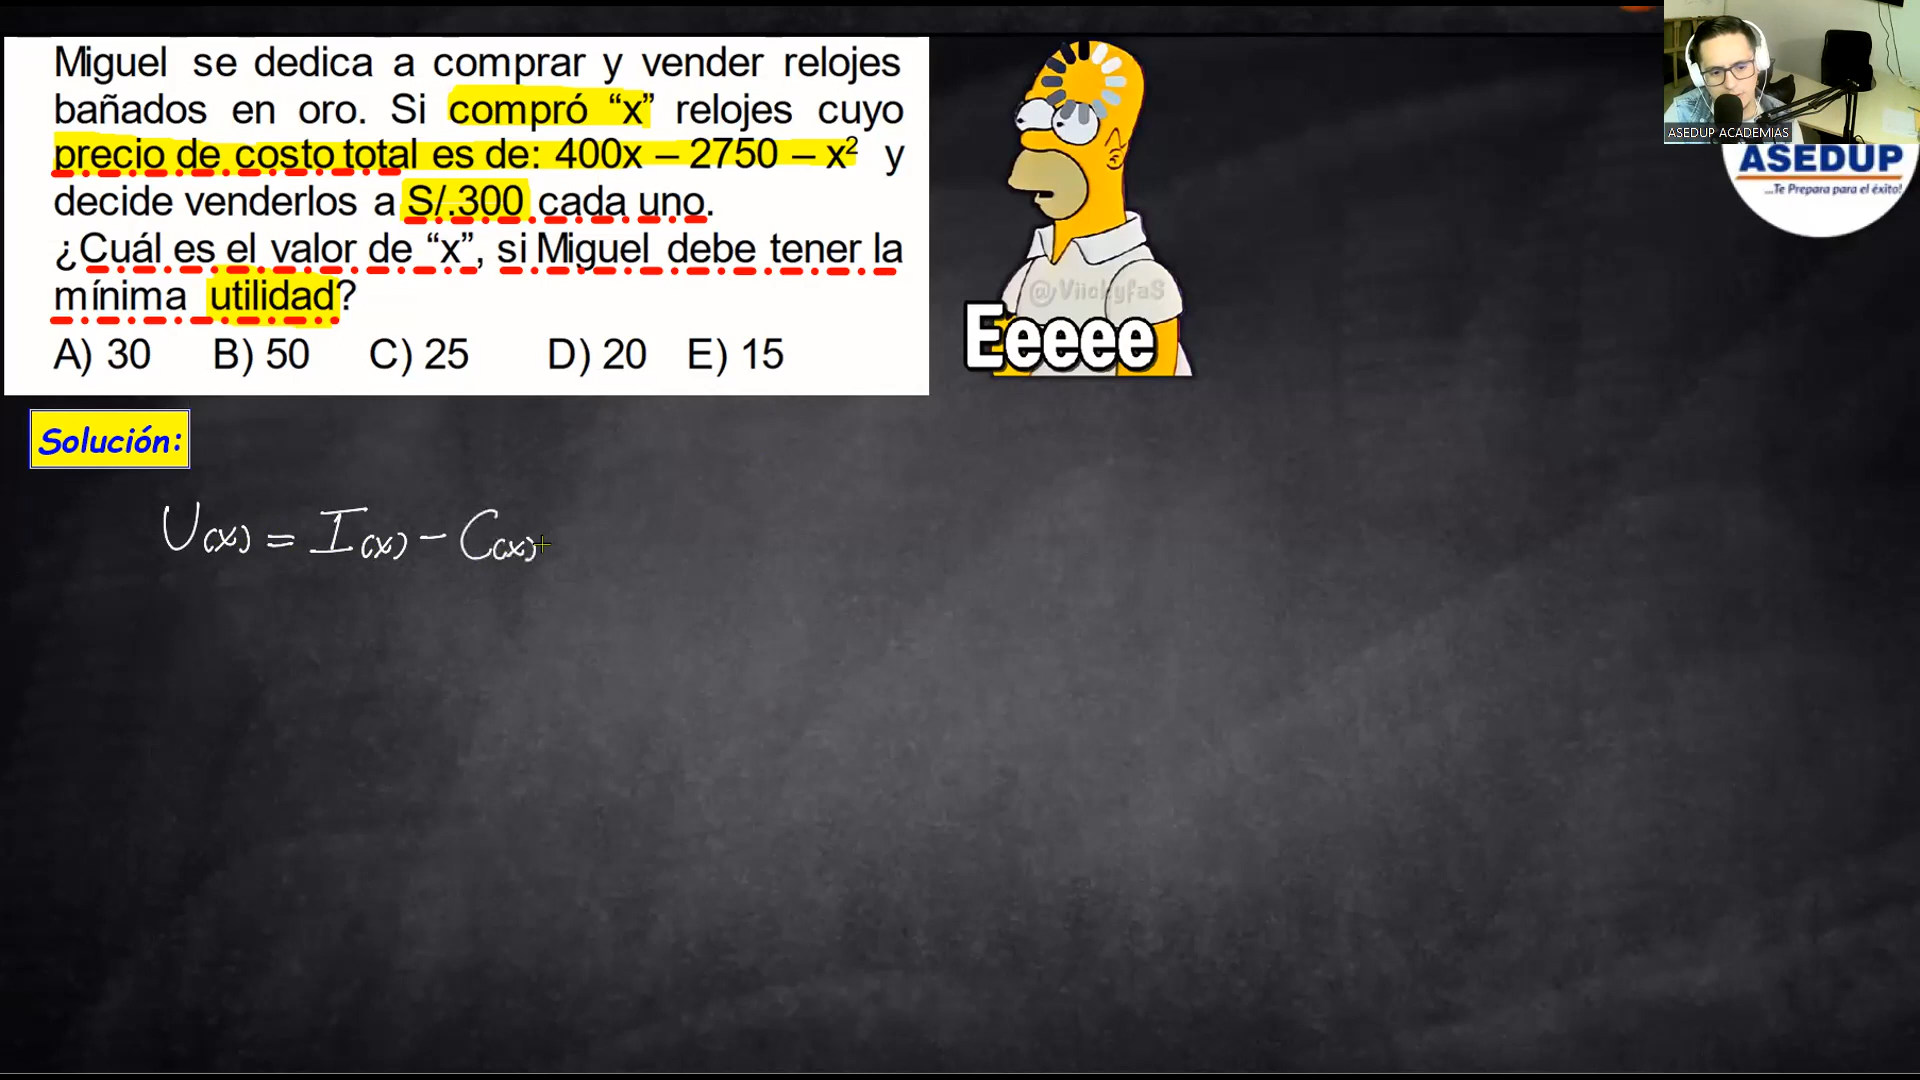 Miguel se dedica a comprar y vender relojes
bañados en oro. Si compró “x” relojes cuyo
precio de costo total es de: 400x – 2750 – x² y
decide venderlos a S/.300 cada uno.
¿Cuál es el valor de “x”, si Miguel debe tener la
mínima utilidad?
A) 30 B) 50 C) 25 D) 20 E) 15
@ViickyfaS
Eeeee
ASEDUP ACADEMIAS
ASEDUP
...Te Prepara para el éxito!
Solución:
U(x) = I(x) - C(x)